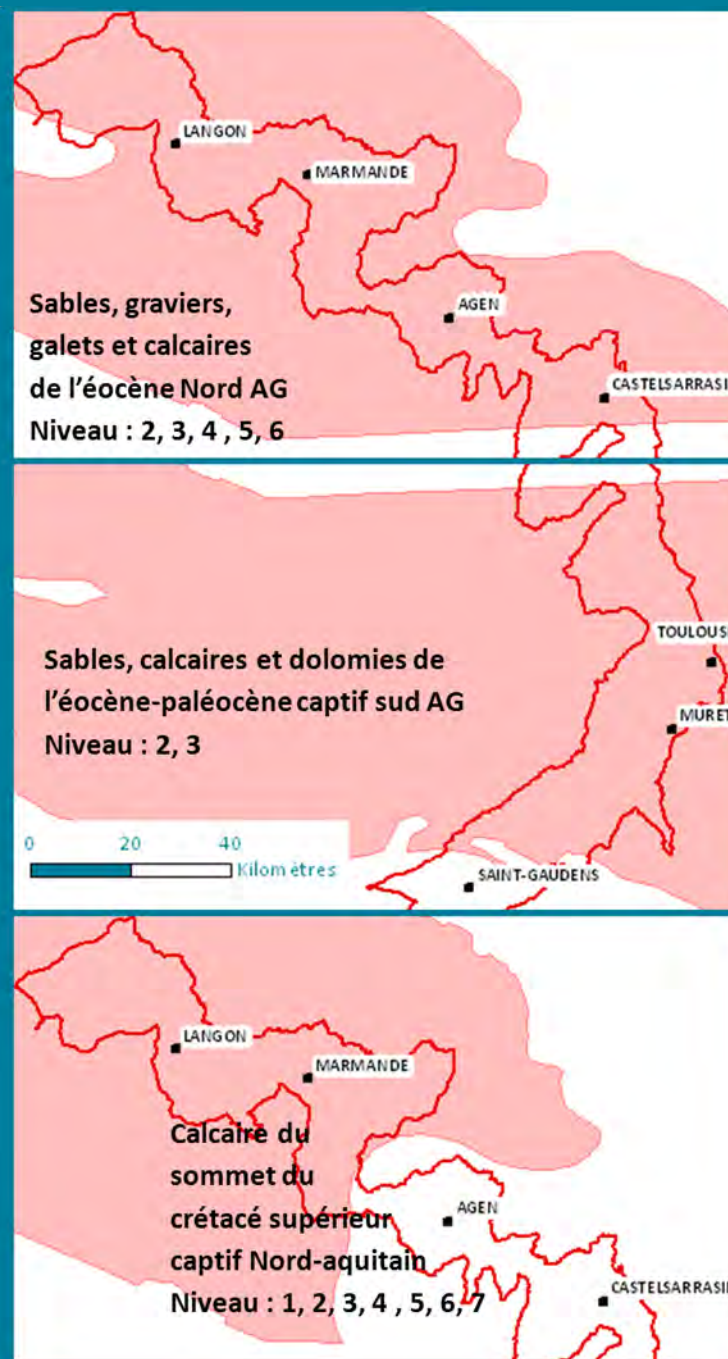 LANGON
MARMANDE
Sables, graviers,
galets et calcaires
de l'éocène Nord AG
Niveau : 2, 3, 4 , 5, 6
AGEN
CASTELSARRASI
Sables, calcaires et dolomies de
l'éocène-paléocène captif sud AG
Niveau : 2, 3
TOULOUS
MURET
0 20 40
Kilomètres
SAINT-GAUDENS
LANGON
MARMANDE
Calcaire du
sommet du
crétacé supérieur
captif Nord-aquitain
Niveau : 1, 2, 3, 4 , 5, 6, 7
AGEN
CASTELSARRASI